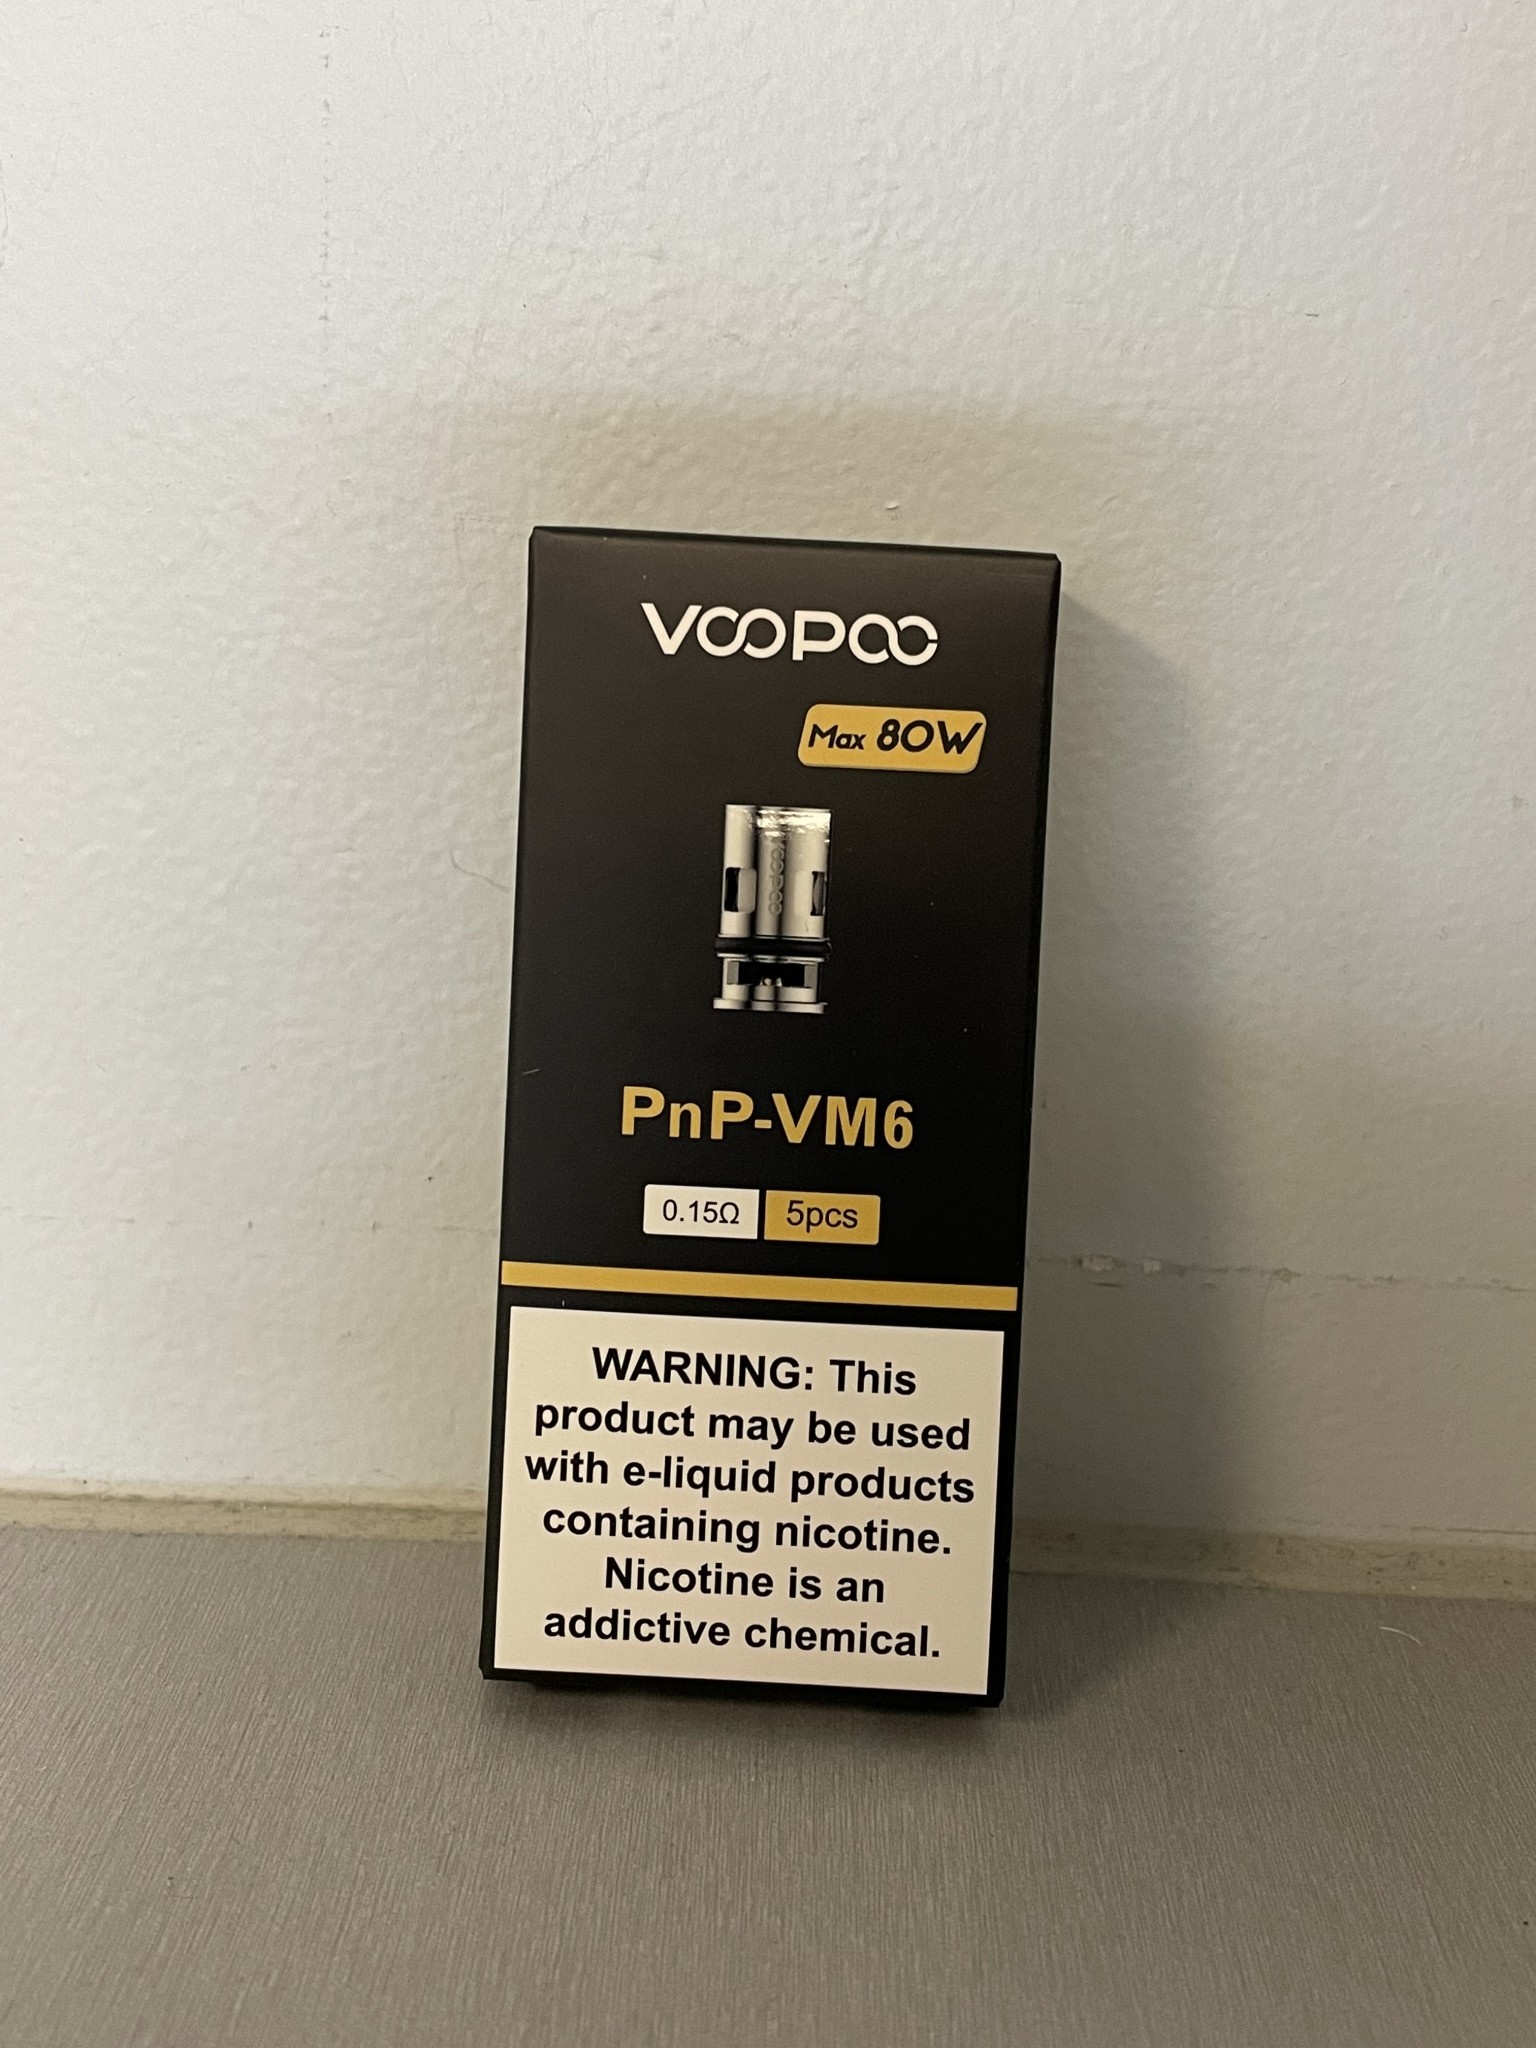 VOOPOO
Max 80W
VOOPOO
PnP-VM6
0.15Ω 5pcs
WARNING: This
product may be used
with e-liquid products
containing nicotine.
Nicotine is an
addictive chemical.